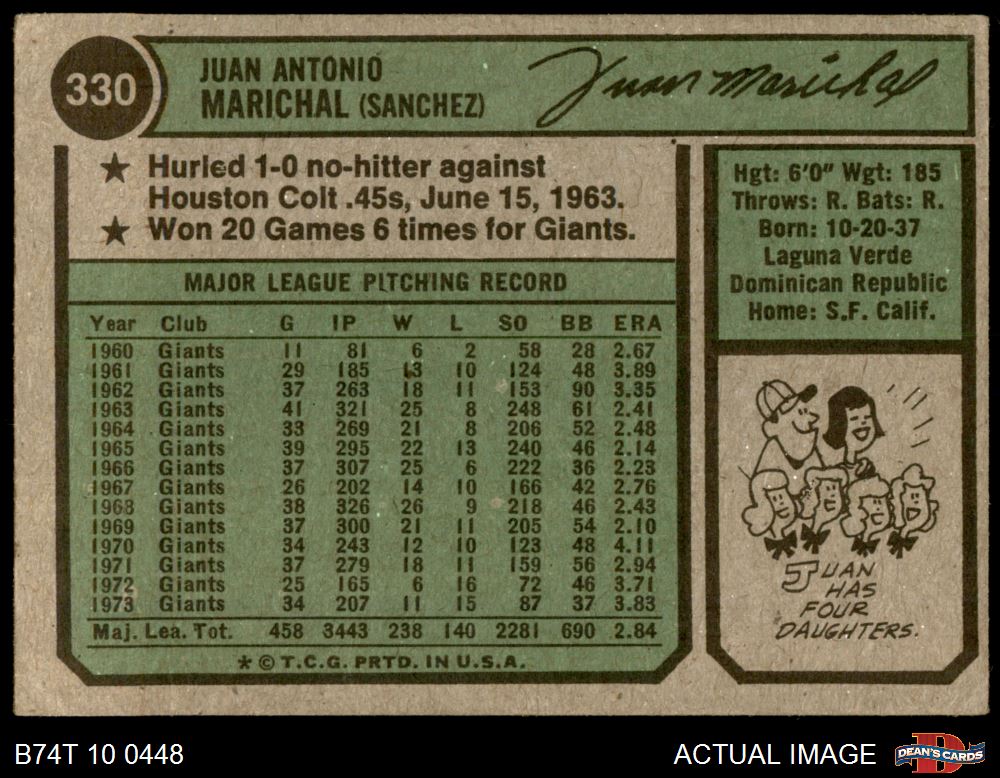 330
JUAN ANTONIO
MARICHAL (SANCHEZ)
Juan Marichal
★ Hurled 1-0 no-hitter against
Houston Colt .45s, June 15, 1963.
★ Won 20 Games 6 times for Giants.
MAJOR LEAGUE PITCHING RECORD
Year Club G IP W L SO BB ERA
1960 Giants 11 81 6 2 58 28 2.67
1961 Giants 29 185 13 10 124 48 3.89
1962 Giants 37 263 18 11 153 90 3.35
1963 Giants 41 321 25 8 248 61 2.41
1964 Giants 33 269 21 8 206 52 2.48
1965 Giants 39 295 22 13 240 46 2.14
1966 Giants 37 307 25 6 222 36 2.23
1967 Giants 26 202 14 10 166 42 2.76
1968 Giants 38 326 26 9 218 46 2.43
1969 Giants 37 300 21 11 205 54 2.10
1970 Giants 34 243 12 10 123 48 4.11
1971 Giants 37 279 18 11 159 56 2.94
1972 Giants 25 165 6 16 72 46 3.71
1973 Giants 34 207 11 15 87 37 3.83
Maj. Lea. Tot. 458 3443 238 140 2281 690 2.84
★ © T.C.G. PRTD. IN U.S.A.
Hgt: 6'0" Wgt: 185
Throws: R. Bats: R.
Born: 10-20-37
Laguna Verde
Dominican Republic
Home: S.F. Calif.
JUAN
HAS
FOUR
DAUGHTERS.
B74T 10 0448
ACTUAL IMAGE
DEAN'S CARDS